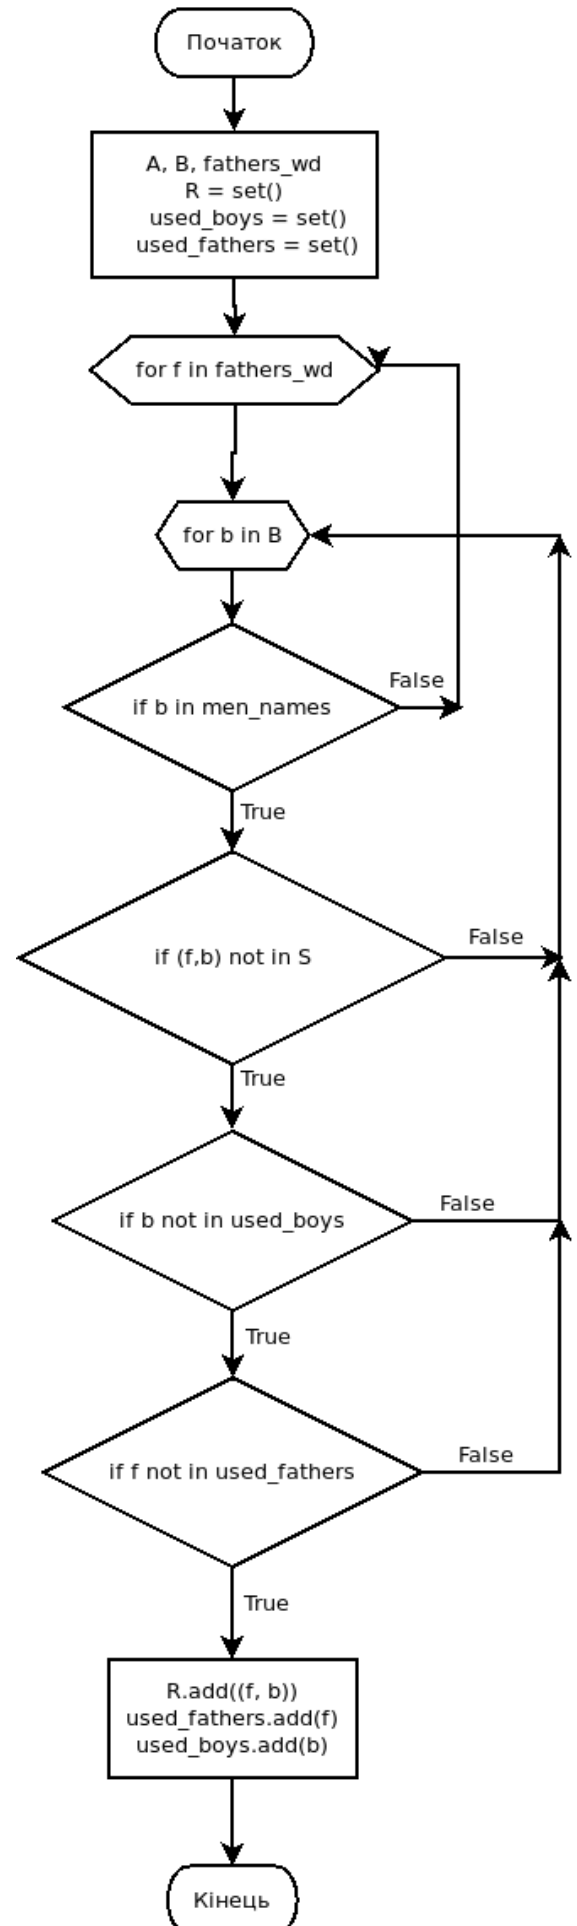 Початок
A, B, fathers_wd
R = set()
used_boys = set()
used_fathers = set()
for f in fathers_wd
for b in B
if b in men_names
False
True
if (f,b) not in S
False
True
if b not in used_boys
False
True
if f not in used_fathers
False
True
R.add((f, b))
used_fathers.add(f)
used_boys.add(b)
Кінець